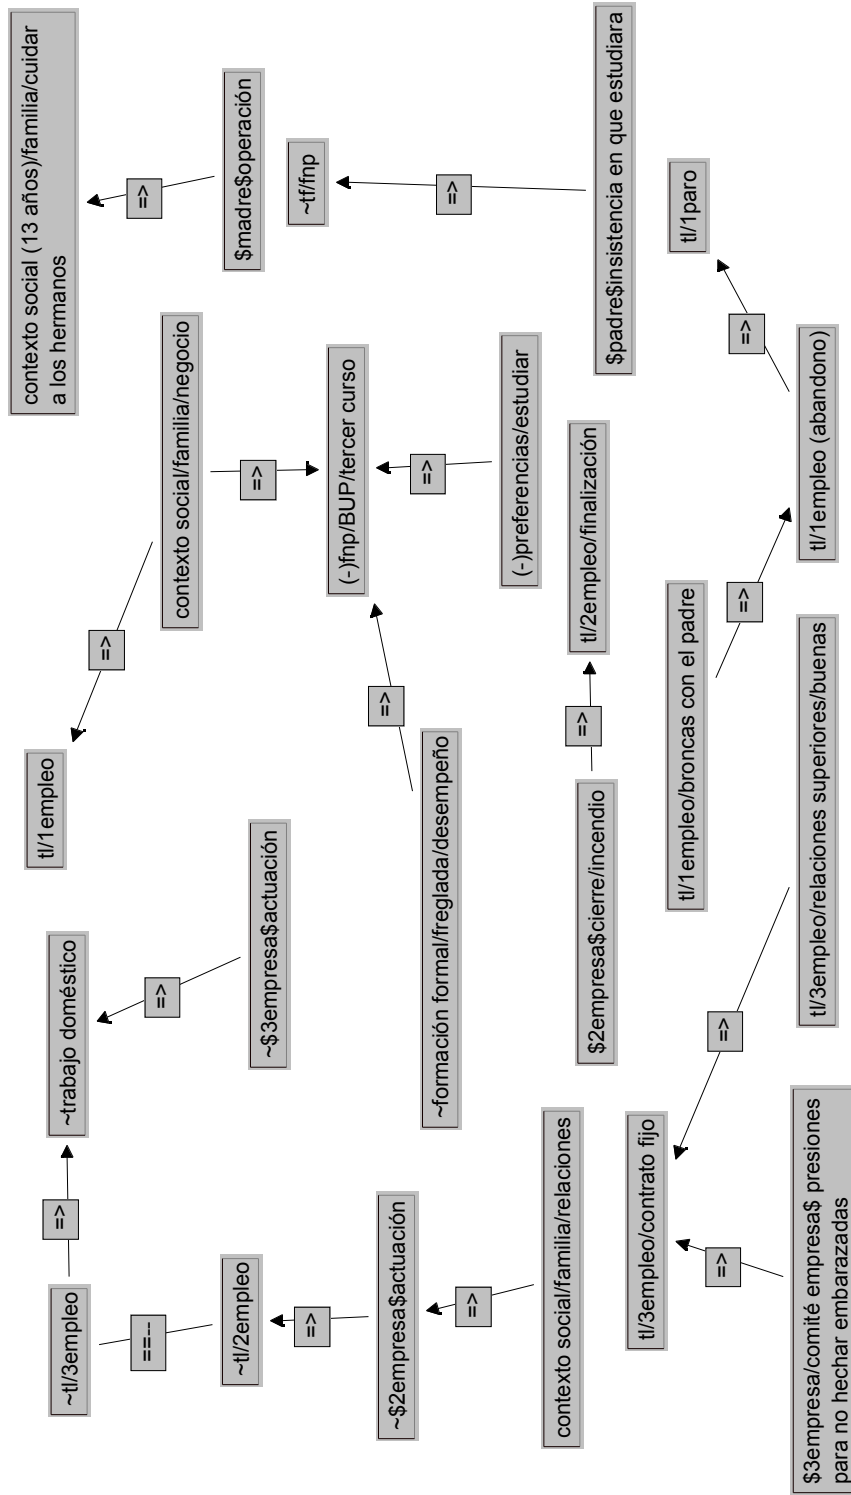 contexto social (13 años)/familia/cuidar
a los hermanos
tl/1empleo
~tl/3empleo
=>
~trabajo doméstico
=>
=>
==--
=>
contexto social/familia/negocio
~tl/2empleo
~$3empresa$actuación
=>
$madre$operación
=>
~tf/fnp
(-)fnp/BUP/tercer curso
~$2empresa$actuación
=>
~formación formal/freglada/desempeño
=>
=>
=>
(-)preferencias/estudiar
contexto social/familia/relaciones
=>
tl/2empleo/finalización
$2empresa$cierre/incendio
$padre$insistencia en que estudiara
tl/3empleo/contrato fijo
tl/1empleo/broncas con el padre
tl/1paro
=>
=>
=>
=>
$3empresa/comité empresa$ presiones
para no hechar embarazadas
tl/3empleo/relaciones superiores/buenas
tl/1empleo (abandono)